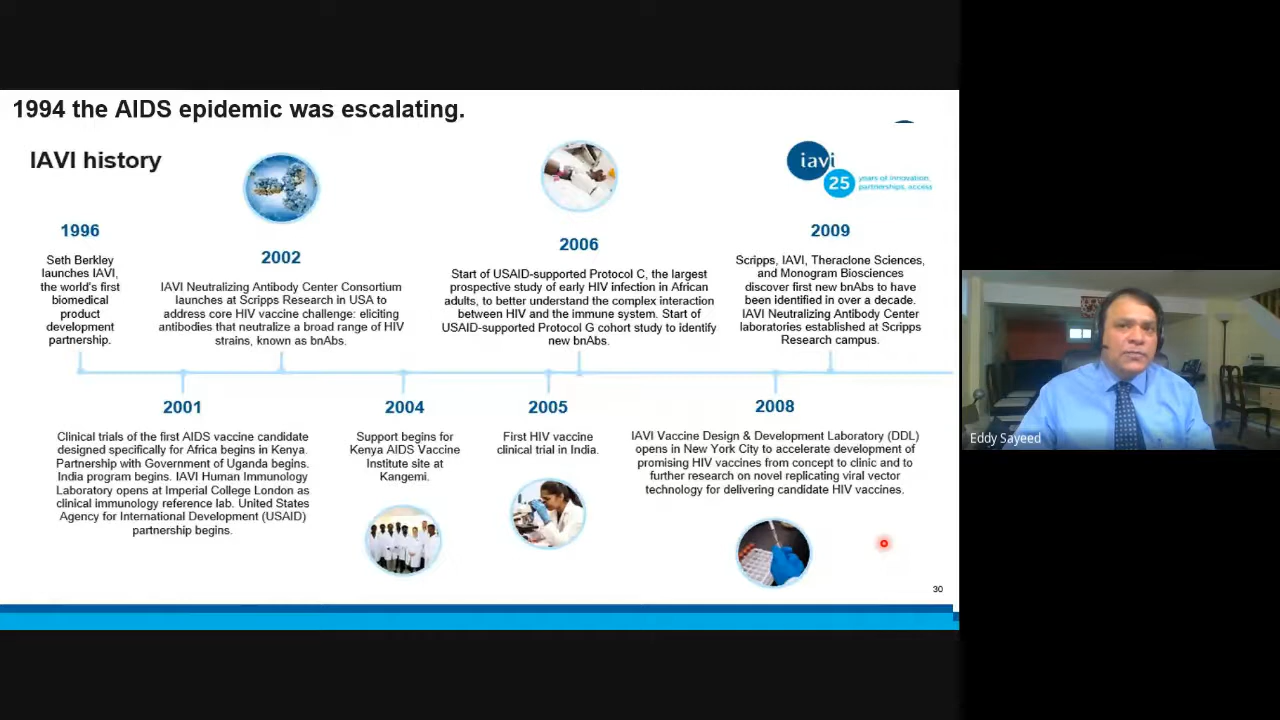 1994 the AIDS epidemic was escalating.
IAVI history
iavi
25
years of innovation,
partnerships, access
1996
Seth Berkley
launches IAVI,
the world's first
biomedical
product
development
partnership.
2002
IAVI Neutralizing Antibody Center Consortium
launches at Scripps Research in USA to
address core HIV vaccine challenge: eliciting
antibodies that neutralize a broad range of HIV
strains, known as bnAbs.
2006
Start of USAID-supported Protocol C, the largest
prospective study of early HIV infection in African
adults, to better understand the complex interaction
between HIV and the immune system. Start of
USAID-supported Protocol G cohort study to identify
new bnAbs.
2009
Scripps, IAVI, Theraclone Sciences,
and Monogram Biosciences
discover first new bnAbs to have
been identified in over a decade.
IAVI Neutralizing Antibody Center
laboratories established at Scripps
Research campus.
2001
Clinical trials of the first AIDS vaccine candidate
designed specifically for Africa begins in Kenya.
Partnership with Government of Uganda begins.
India program begins. IAVI Human Immunology
Laboratory opens at Imperial College London as
clinical immunology reference lab. United States
Agency for International Development (USAID)
partnership begins.
2004
Support begins for
Kenya AIDS Vaccine
Institute site at
Kangemi.
2005
First HIV vaccine
clinical trial in India.
2008
IAVI Vaccine Design & Development Laboratory (DDL)
opens in New York City to accelerate development of
promising HIV vaccines from concept to clinic and to
further research on novel replicating viral vector
technology for delivering candidate HIV vaccines.
30
Eddy Sayeed